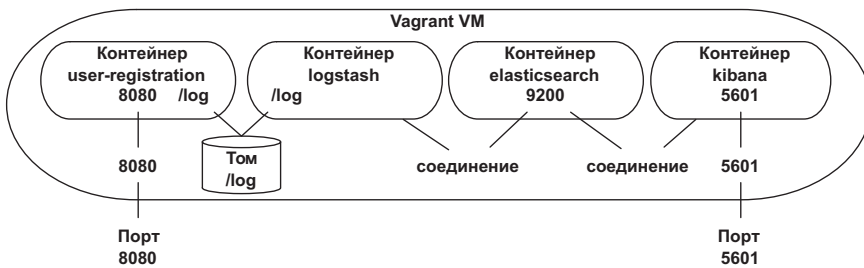 Vagrant VM
Контейнер
user-registration
8080 /log
Контейнер
logstash
/log
Контейнер
elasticsearch
9200
Контейнер
kibana
5601
8080
Том
/log
соединение
соединение
5601
Порт
8080
Порт
5601